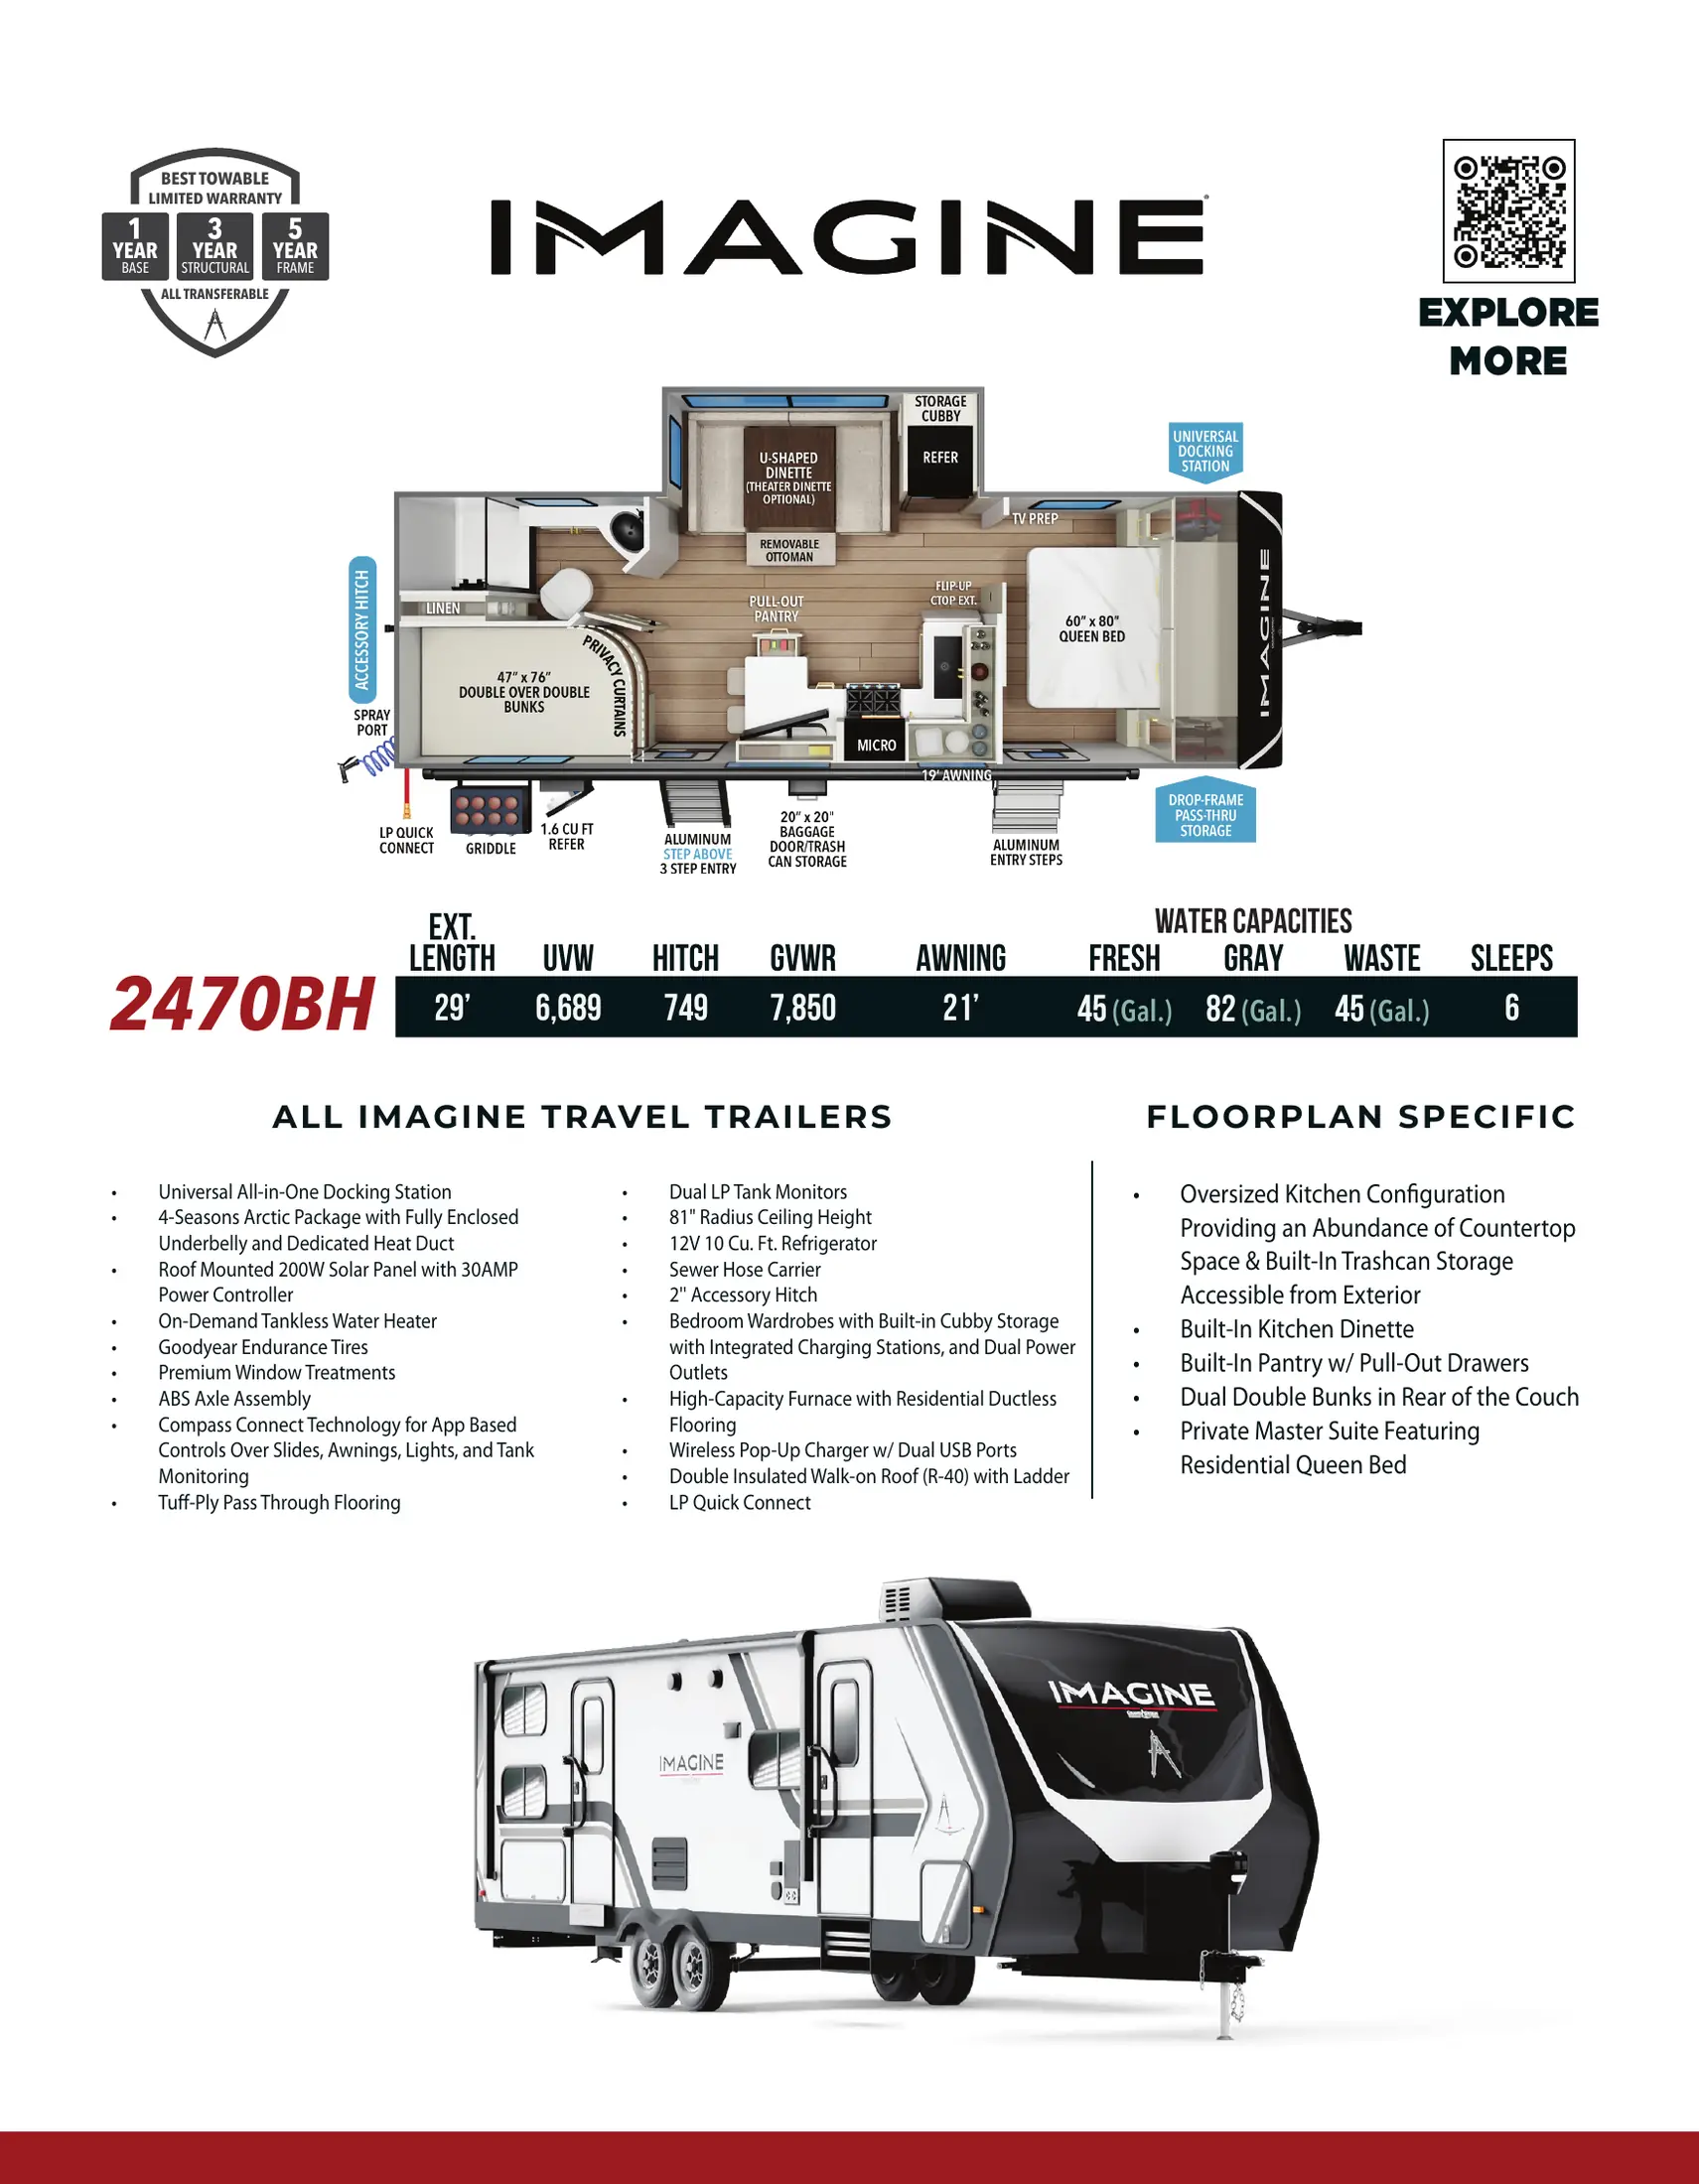 BEST TOWABLE
LIMITED WARRANTY
1 YEAR BASE
3 YEAR STRUCTURAL
5 YEAR FRAME
ALL TRANSFERABLE
IMAGINE
EXPLORE
MORE
STORAGE
CUBBY
REFER
U-SHAPED
DINETTE
(THEATER DINETTE
OPTIONAL)
REMOVABLE
OTTOMAN
UNIVERSAL
DOCKING
STATION
TV PREP
ACCESSORY HITCH
LINEN
PULL-OUT
PANTRY
FLIP-UP
CTOP EXT.
60" x 80"
QUEEN BED
IMAGINE
47" x 76"
DOUBLE OVER DOUBLE
BUNKS
PRIVACY CURTAINS
SPRAY
PORT
MICRO
19' AWNING
LP QUICK
CONNECT
GRIDDLE
1.6 CU FT
REFER
ALUMINUM
STEP ABOVE
3 STEP ENTRY
20" x 20"
BAGGAGE
DOOR/TRASH
CAN STORAGE
ALUMINUM
ENTRY STEPS
DROP-FRAME
PASS-THRU
STORAGE
WATER CAPACITIES
EXT. LENGTH UVW HITCH GVWR AWNING FRESH GRAY WASTE SLEEPS
2470BH 29' 6,689 749 7,850 21' 45 (Gal.) 82 (Gal.) 45 (Gal.) 6
ALL IMAGINE TRAVEL TRAILERS
• Universal All-in-One Docking Station
• 4-Seasons Arctic Package with Fully Enclosed
Underbelly and Dedicated Heat Duct
• Roof Mounted 200W Solar Panel with 30AMP
Power Controller
• On-Demand Tankless Water Heater
• Goodyear Endurance Tires
• Premium Window Treatments
• ABS Axle Assembly
• Compass Connect Technology for App Based
Controls Over Slides, Awnings, Lights, and Tank
Monitoring
• Tuff-Ply Pass Through Flooring
• Dual LP Tank Monitors
• 81" Radius Ceiling Height
• 12V 10 Cu. Ft. Refrigerator
• Sewer Hose Carrier
• 2" Accessory Hitch
• Bedroom Wardrobes with Built-in Cubby Storage
with Integrated Charging Stations, and Dual Power
Outlets
• High-Capacity Furnace with Residential Ductless
Flooring
• Wireless Pop-Up Charger w/ Dual USB Ports
• Double Insulated Walk-on Roof (R-40) with Ladder
• LP Quick Connect
FLOORPLAN SPECIFIC
• Oversized Kitchen Configuration
Providing an Abundance of Countertop
Space & Built-In Trashcan Storage
Accessible from Exterior
• Built-In Kitchen Dinette
• Built-In Pantry w/ Pull-Out Drawers
• Dual Double Bunks in Rear of the Couch
• Private Master Suite Featuring
Residential Queen Bed
IMAGINE
IMAGINE